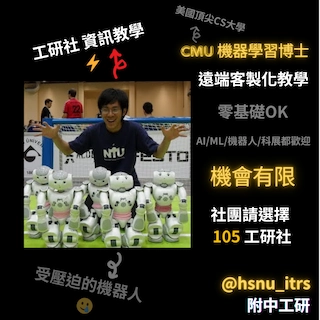 美國頂尖CS大學
工研社 資訊教學
CMU 機器學習博士
遠端客製化教學
零基礎OK
AI/ML/機器人/科展都歡迎
機會有限
NTU
社團請選擇
105 工研社
受壓迫的機器人
@hsnu_itrs
附中工研